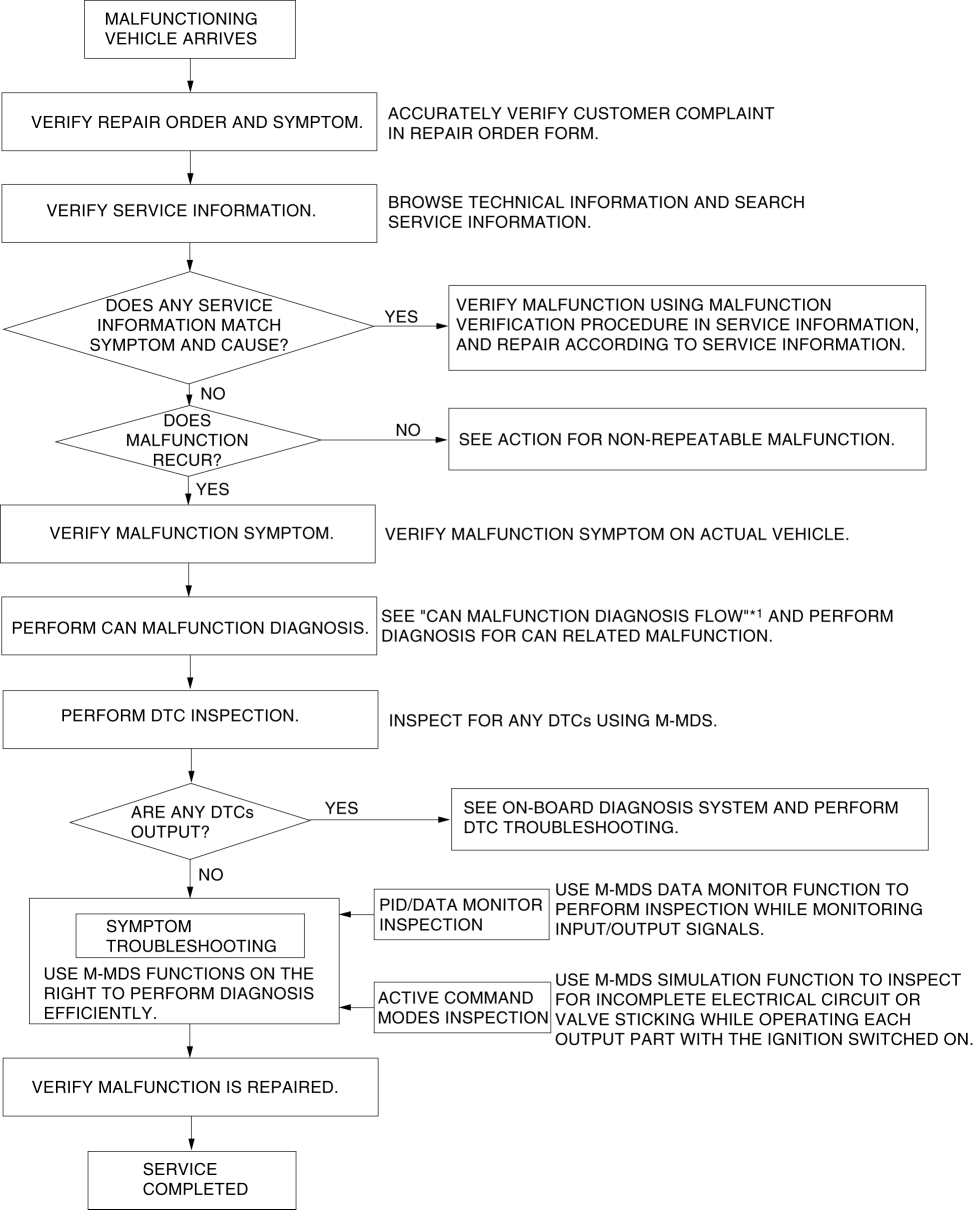 MALFUNCTIONING
VEHICLE ARRIVES
VERIFY REPAIR ORDER AND SYMPTOM.
ACCURATELY VERIFY CUSTOMER COMPLAINT
IN REPAIR ORDER FORM.
VERIFY SERVICE INFORMATION.
BROWSE TECHNICAL INFORMATION AND SEARCH
SERVICE INFORMATION.
DOES ANY SERVICE
INFORMATION MATCH
SYMPTOM AND CAUSE?
YES
VERIFY MALFUNCTION USING MALFUNCTION
VERIFICATION PROCEDURE IN SERVICE INFORMATION,
AND REPAIR ACCORDING TO SERVICE INFORMATION.
NO
DOES
MALFUNCTION
RECUR?
NO
SEE ACTION FOR NON-REPEATABLE MALFUNCTION.
YES
VERIFY MALFUNCTION SYMPTOM.
VERIFY MALFUNCTION SYMPTOM ON ACTUAL VEHICLE.
PERFORM CAN MALFUNCTION DIAGNOSIS.
SEE "CAN MALFUNCTION DIAGNOSIS FLOW"*1 AND PERFORM
DIAGNOSIS FOR CAN RELATED MALFUNCTION.
PERFORM DTC INSPECTION.
INSPECT FOR ANY DTCs USING M-MDS.
ARE ANY DTCs
OUTPUT?
YES
SEE ON-BOARD DIAGNOSIS SYSTEM AND PERFORM
DTC TROUBLESHOOTING.
NO
SYMPTOM
TROUBLESHOOTING
USE M-MDS FUNCTIONS ON THE
RIGHT TO PERFORM DIAGNOSIS
EFFICIENTLY.
PID/DATA MONITOR
INSPECTION
USE M-MDS DATA MONITOR FUNCTION TO
PERFORM INSPECTION WHILE MONITORING
INPUT/OUTPUT SIGNALS.
ACTIVE COMMAND
MODES INSPECTION
USE M-MDS SIMULATION FUNCTION TO INSPECT
FOR INCOMPLETE ELECTRICAL CIRCUIT OR
VALVE STICKING WHILE OPERATING EACH
OUTPUT PART WITH THE IGNITION SWITCHED ON.
VERIFY MALFUNCTION IS REPAIRED.
SERVICE
COMPLETED